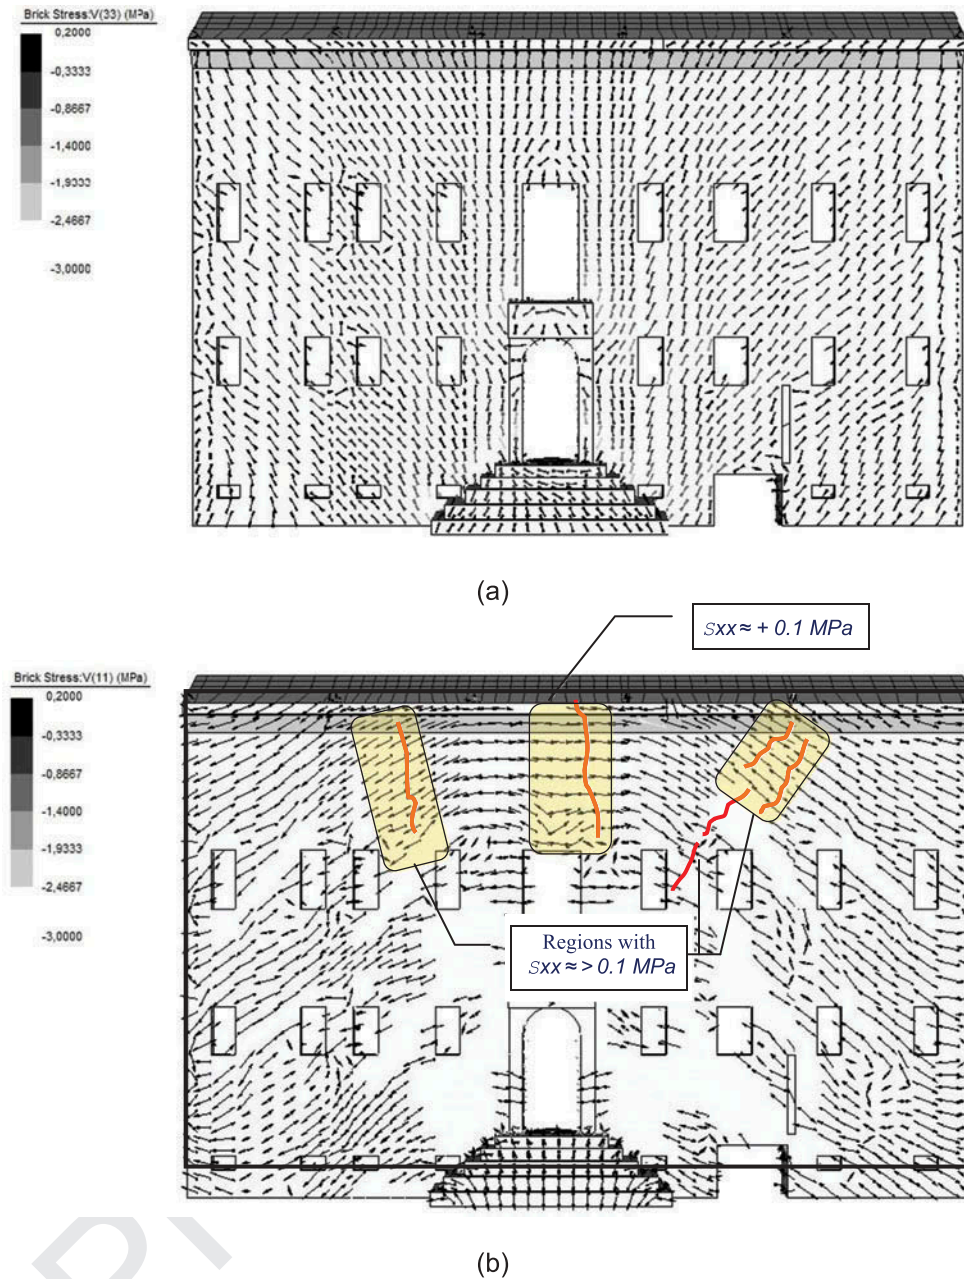 Brick Stress:V(33) (MPa)
0,2000
-0,3333
-0,8667
-1,4000
-1,9333
-2,4667
-3,0000
(a)
Sxx ≈ + 0.1 MPa
Brick Stress:V(11) (MPa)
0,2000
-0,3333
-0,8667
-1,4000
-1,9333
-2,4667
-3,0000
Regions with
Sxx ≈ > 0.1 MPa
(b)